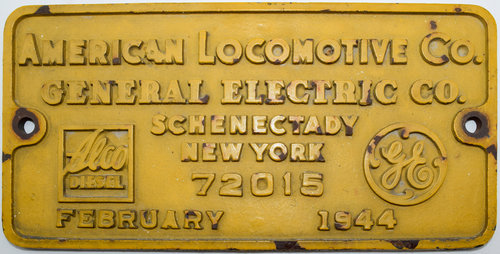 AMERICAN LOCOMOTIVE CO.
GENERAL ELECTRIC CO.
SCHENECTADY
NEW YORK
72015
Alco
DIESEL
GE
FEBRUARY 1944